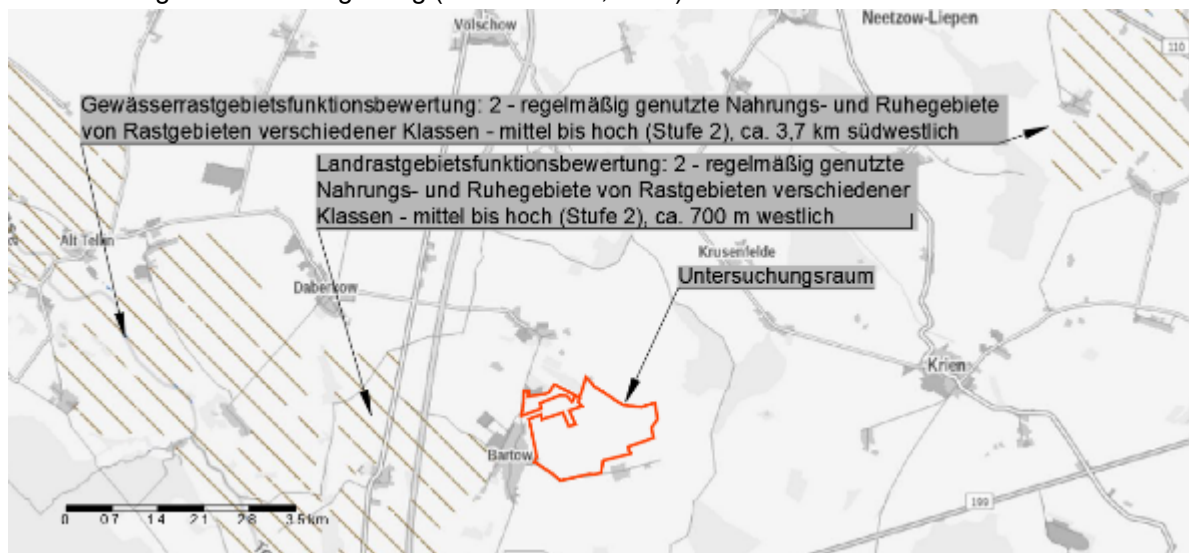 Völschow
Neetzow-Liepen
110
Gewässerrastgebietsfunktionsbewertung: 2 - regelmäßig genutzte Nahrungs- und Ruhegebiete
von Rastgebieten verschiedener Klassen - mittel bis hoch (Stufe 2), ca. 3,7 km südwestlich
Landrastgebietsfunktionsbewertung: 2 - regelmäßig genutzte
Nahrungs- und Ruhegebiete von Rastgebieten verschiedener
Klassen - mittel bis hoch (Stufe 2), ca. 700 m westlich
Alt Tellin
Krusenfelde
Untersuchungsraum
Daberkow
Krien
Bartow
199
0 0.7 1.4 2.1 2.8 3.5 km